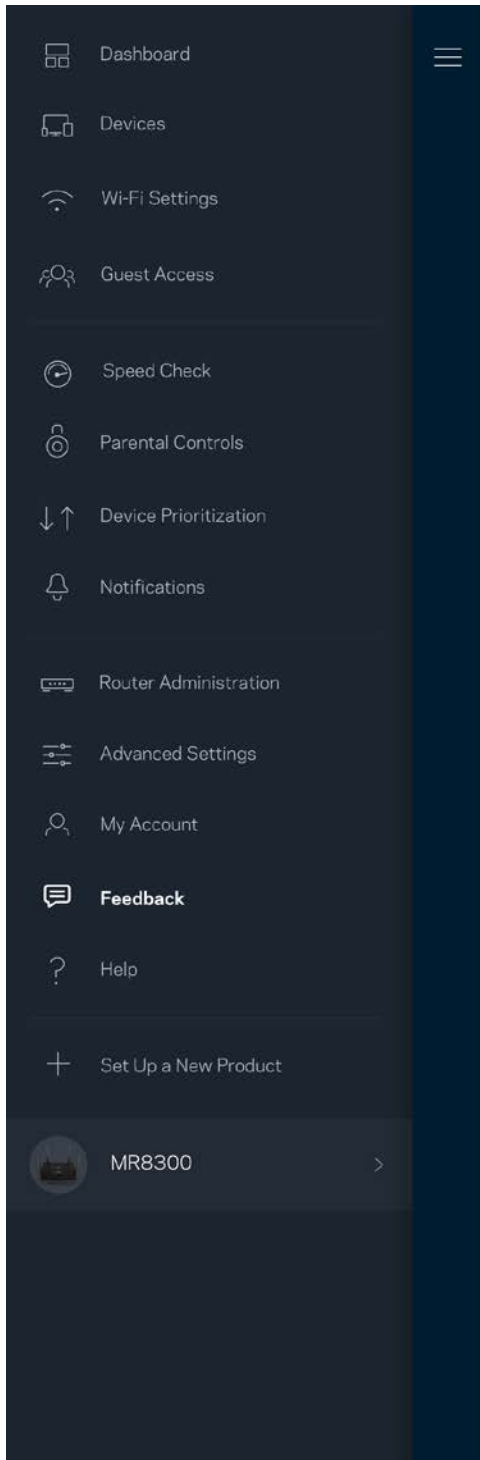 Dashboard
Devices
Wi-Fi Settings
Guest Access
Speed Check
Parental Controls
Device Prioritization
Notifications
Router Administration
Advanced Settings
My Account
Feedback
Help
Set Up a New Product
MR8300